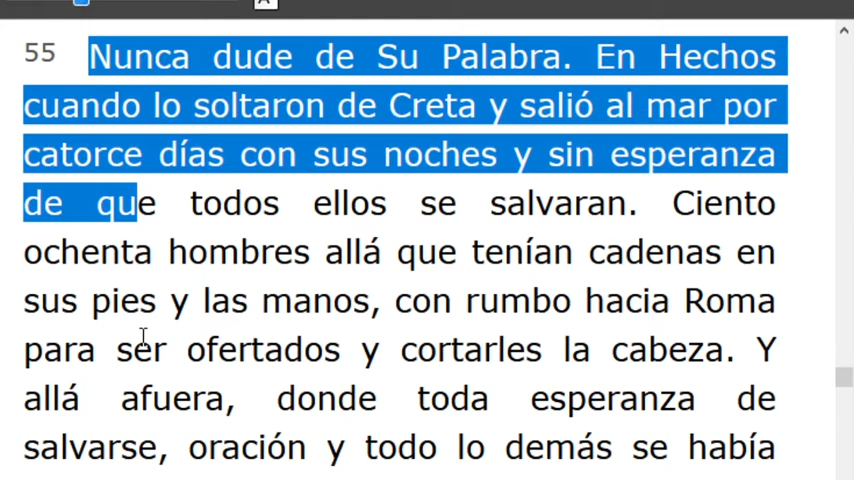 55 Nunca dude de Su Palabra. En Hechos
cuando lo soltaron de Creta y salió al mar por
catorce días con sus noches y sin esperanza
de que todos ellos se salvaran. Ciento
ochenta hombres allá que tenían cadenas en
sus pies y las manos, con rumbo hacia Roma
para ser ofertados y cortarles la cabeza. Y
allá afuera, donde toda esperanza de
salvarse, oración y todo lo demás se había